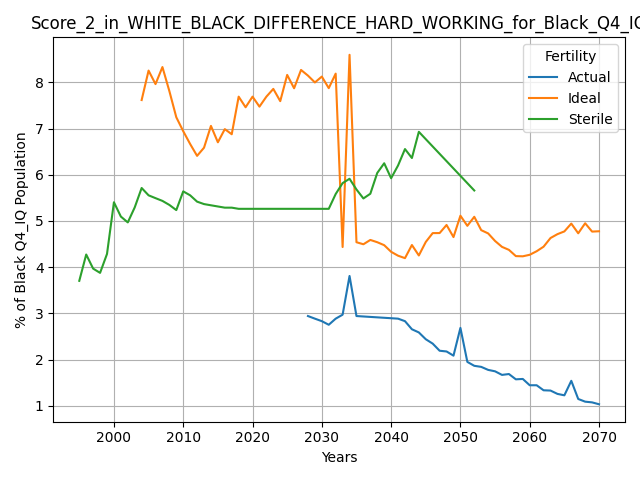 Score_2_in_WHITE_BLACK_DIFFERENCE_HARD_WORKING_for_Black_Q4_IQ
Fertility
Actual
Ideal
Sterile
% of Black Q4_IQ Population
8
7
6
5
4
3
2
1
2000 2010 2020 2030 2040 2050 2060 2070
Years